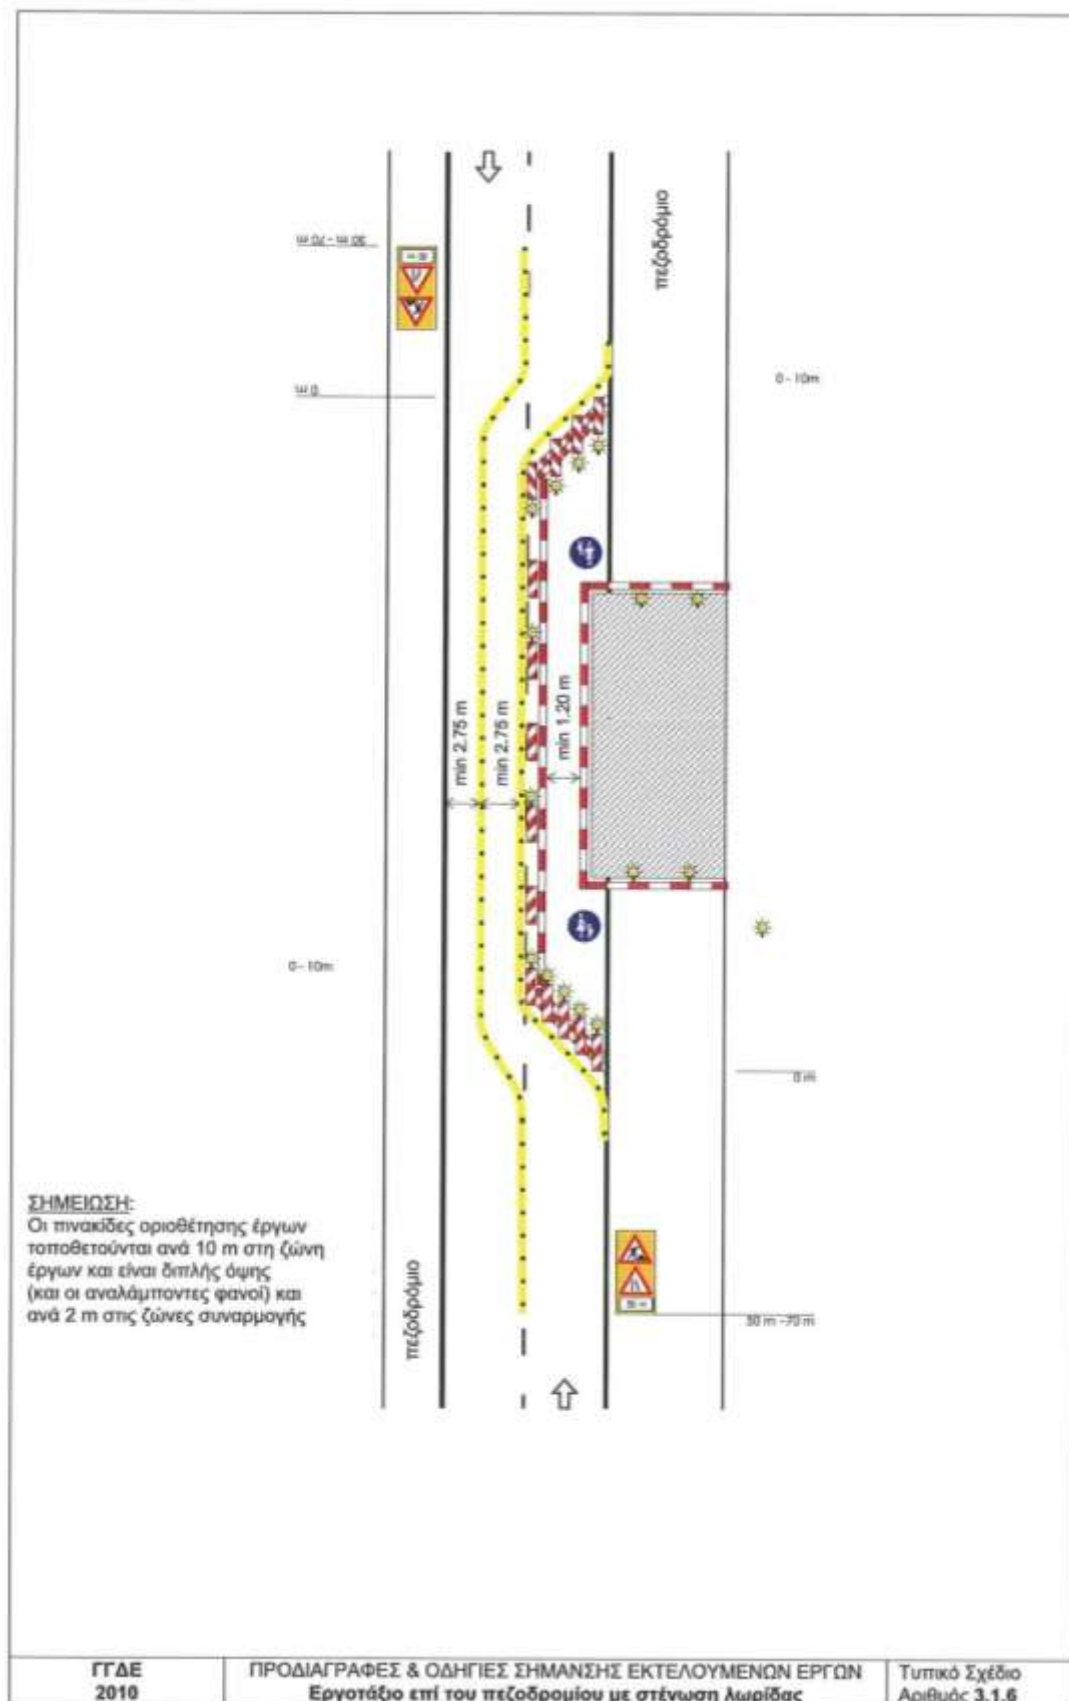 πεζοδρόμιο
30 m - 70 m
0 - 10m
0 m
min 2.75 m
min 2.75 m
min 1.20 m
0 - 10m
0 m
ΣΗΜΕΙΩΣΗ:
Οι πινακίδες οριοθέτησης έργων
τοποθετούνται ανά 10 m στη ζώνη
έργων και είναι διπλής όψης
(και οι αναλάμποντες φανοί) και
ανά 2 m στις ζώνες συναρμογής
πεζοδρόμιο
30 m -70 m
ΓΓΔΕ
2010
ΠΡΟΔΙΑΓΡΑΦΕΣ & ΟΔΗΓΙΕΣ ΣΗΜΑΝΣΗΣ ΕΚΤΕΛΟΥΜΕΝΩΝ ΕΡΓΩΝ
Εργοτάξιο επί του πεζοδρομίου με στένωση λωρίδας
Τυπικό Σχέδιο
Αριθμός 3.1.6